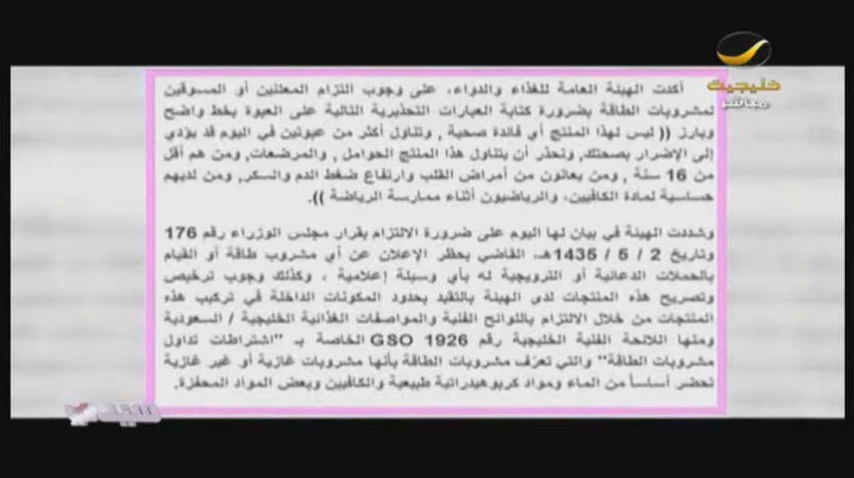 خليجية
مباشر
أكدت الهيئة العامة للغذاء والدواء، على وجوب التزام المعلنين أو المسوقين
لمشروبات الطاقة بضرورة كتابة العبارات التحذيرية التالية على العبوة بخط واضح
وبارز (( ليس لهذا المنتج أي فائدة صحية , وتناول أكثر من عبوتين في اليوم قد يؤدي
إلى الإضرار بصحتك, وتحذر أن يتناول هذا المنتج الحوامل , والمرضعات, ومن هم أقل
من 16 سنة , ومن يعانون من أمراض القلب وارتفاع ضغط الدم والسكر, ومن لديهم
حساسية لمادة الكافيين، والرياضيون أثناء ممارسة الرياضة )).
وشددت الهيئة في بيان لها اليوم على ضرورة الالتزام بقرار مجلس الوزراء رقم 176
وتاريخ 2 / 5 / 1435هـ، القاضي بحظر الإعلان عن أي مشروب طاقة أو القيام
بالحملات الدعائية أو الترويجية له بأي وسيلة إعلامية ، وكذلك وجوب ترخيص
وتصريح هذه المنتجات لدى الهيئة بالتقيد بحدود المكونات الداخلة في تركيب هذه
المنتجات من خلال الالتزام باللوائح الفنية والمواصفات الغذائية الخليجية / السعودية
ومنها اللائحة الفنية الخليجية رقم GSO 1926 الخاصة بـ "اشتراطات تداول
مشروبات الطاقة" والتي تعرّف مشروبات الطاقة بأنها مشروبات غازية أو غير غازية
تحضر أساساً من الماء ومواد كربوهيدراتية طبيعية والكافيين وبعض المواد المحفزة.